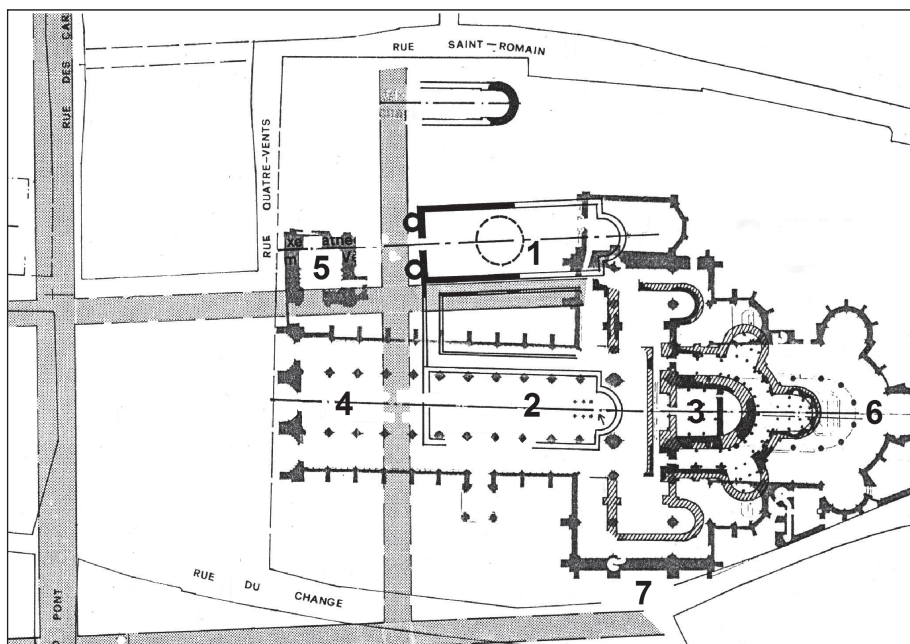 RUE DES CAR
RUE SAINT-ROMAIN
RUE QUATRE-VENTS
1
5
4
2
3
6
RUE DU CHANGE
7
PONT